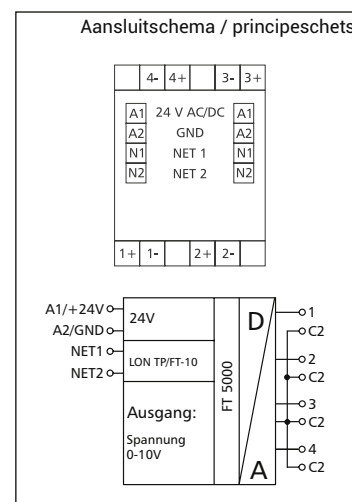 Aansluitschema / principeschets
4- 4+ 3- 3+
A1 24 V AC/DC A1
A2 GND A2
N1 NET 1 N1
N2 NET 2 N2
1+ 1- 2+ 2-
A1/+24V
A2/GND
NET1
NET2
24V
LON TP/FT-10
Ausgang:
Spannung
0-10V
FT 5000
D
A
1
C2
2
C2
3
C2
4
C2